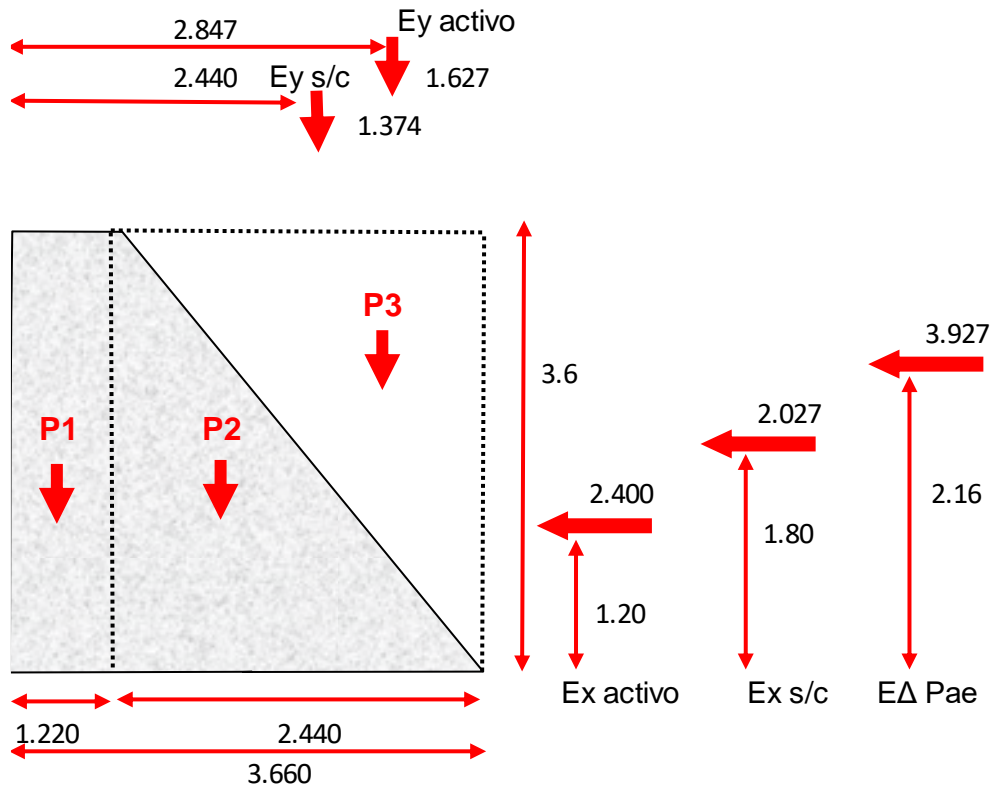 Ey activo
2.847
2.440
Ey s/c
1.627
1.374
P3
3.927
3.6
2.027
P1
P2
2.400
2.16
1.80
1.20
Ex activo
Ex s/c
EΔ Pae
1.220
2.440
3.660